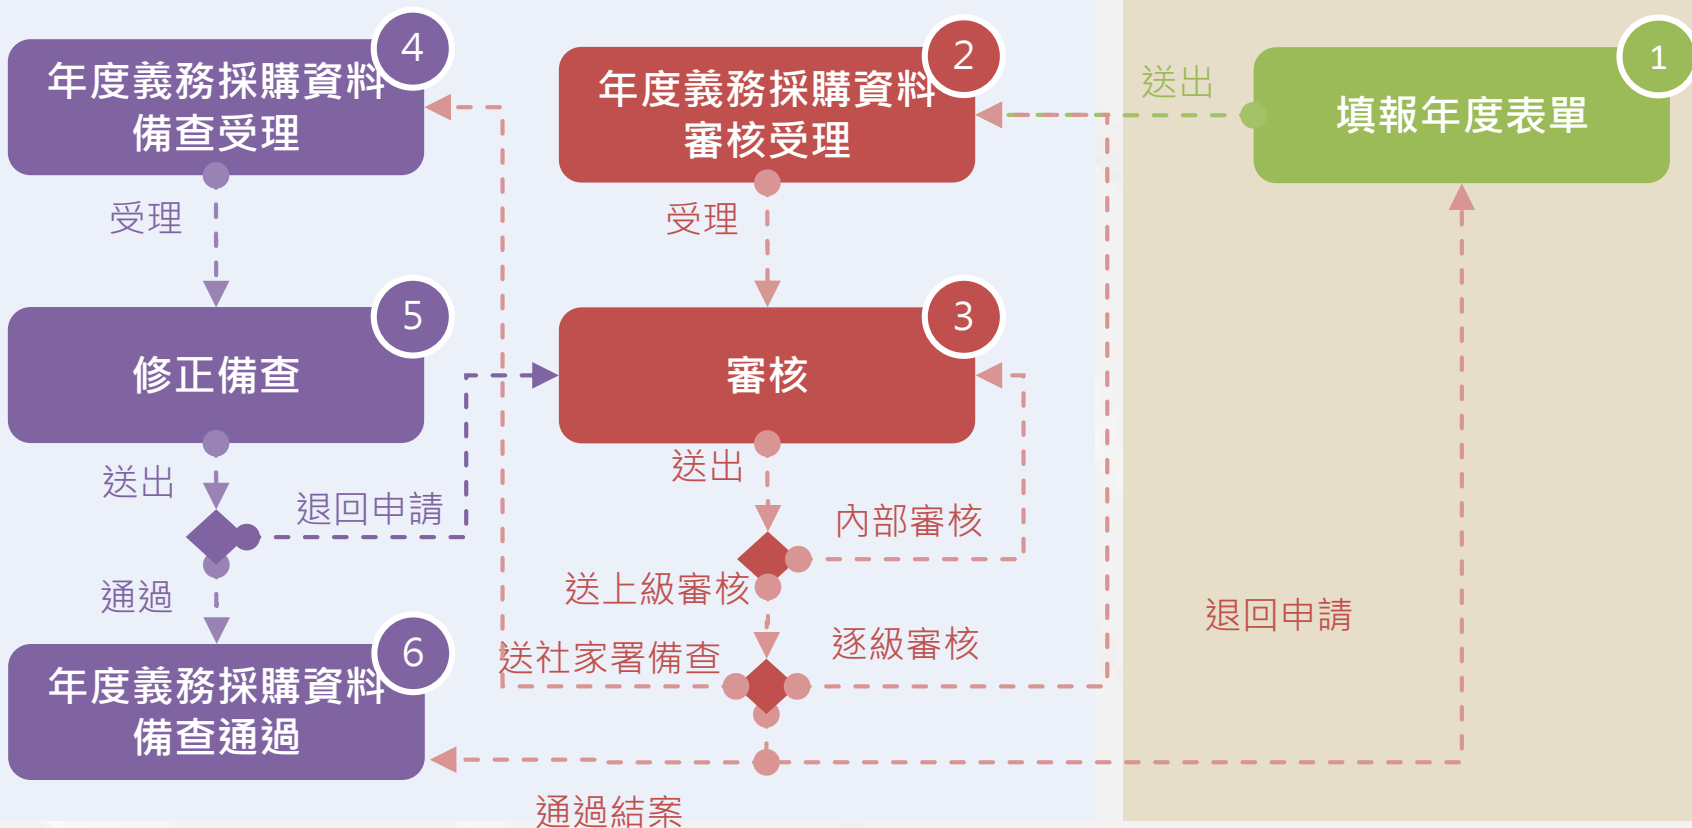 4
年度義務採購資料
備查受理
2
年度義務採購資料
審核受理
送出
1
填報年度表單
受理
受理
5
修正備查
3
審核
送出
退回申請
送出
內部審核
通過
送上級審核
退回申請
6
年度義務採購資料
備查通過
送社家署備查
逐級審核
通過結案